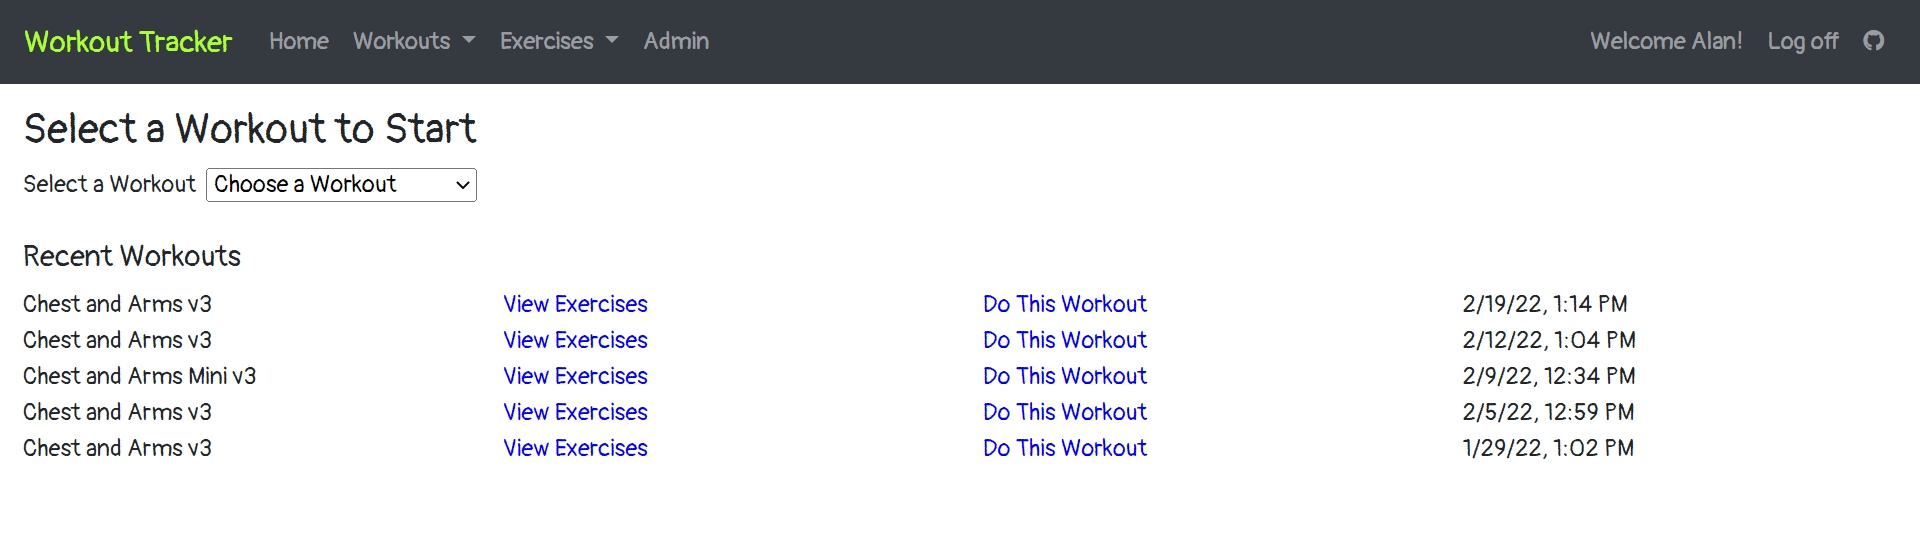 Workout Tracker Home Workouts Exercises Admin Welcome Alan! Log off
Select a Workout to Start
Select a Workout Choose a Workout
Recent Workouts
Chest and Arms v3 View Exercises Do This Workout 2/19/22, 1:14 PM
Chest and Arms v3 View Exercises Do This Workout 2/12/22, 1:04 PM
Chest and Arms Mini v3 View Exercises Do This Workout 2/9/22, 12:34 PM
Chest and Arms v3 View Exercises Do This Workout 2/5/22, 12:59 PM
Chest and Arms v3 View Exercises Do This Workout 1/29/22, 1:02 PM